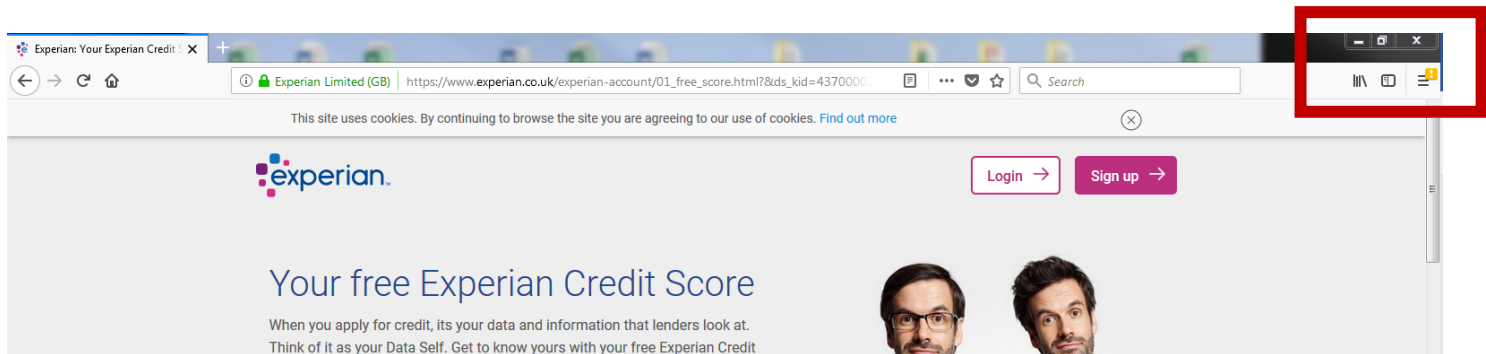 Experian: Your Experian Credit S
Experian Limited (GB) https://www.experian.co.uk/experian-account/01_free_score.html?&ds_kid=4370000 Search
This site uses cookies. By continuing to browse the site you are agreeing to our use of cookies. Find out more
experian™
Login → Sign up →
Your free Experian Credit Score
When you apply for credit, its your data and information that lenders look at.
Think of it as your Data Self. Get to know yours with your free Experian Credit